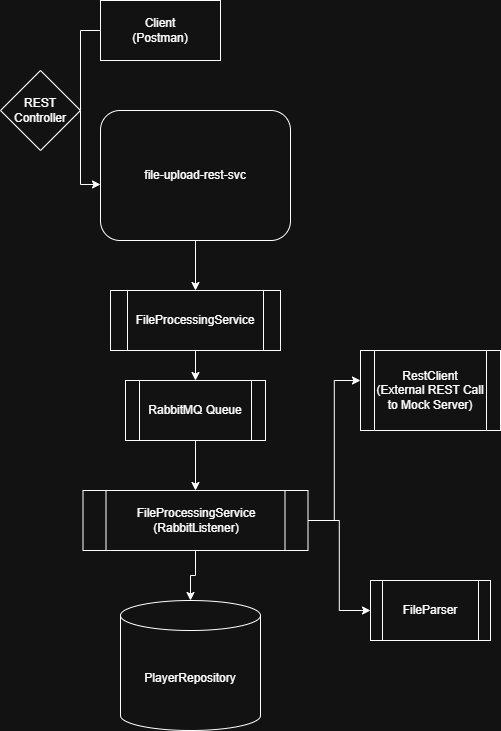 Client
(Postman)
REST
Controller
file-upload-rest-svc
FileProcessingService
RestClient
(External REST Call
to Mock Server)
RabbitMQ Queue
FileProcessingService
(RabbitListener)
FileParser
PlayerRepository